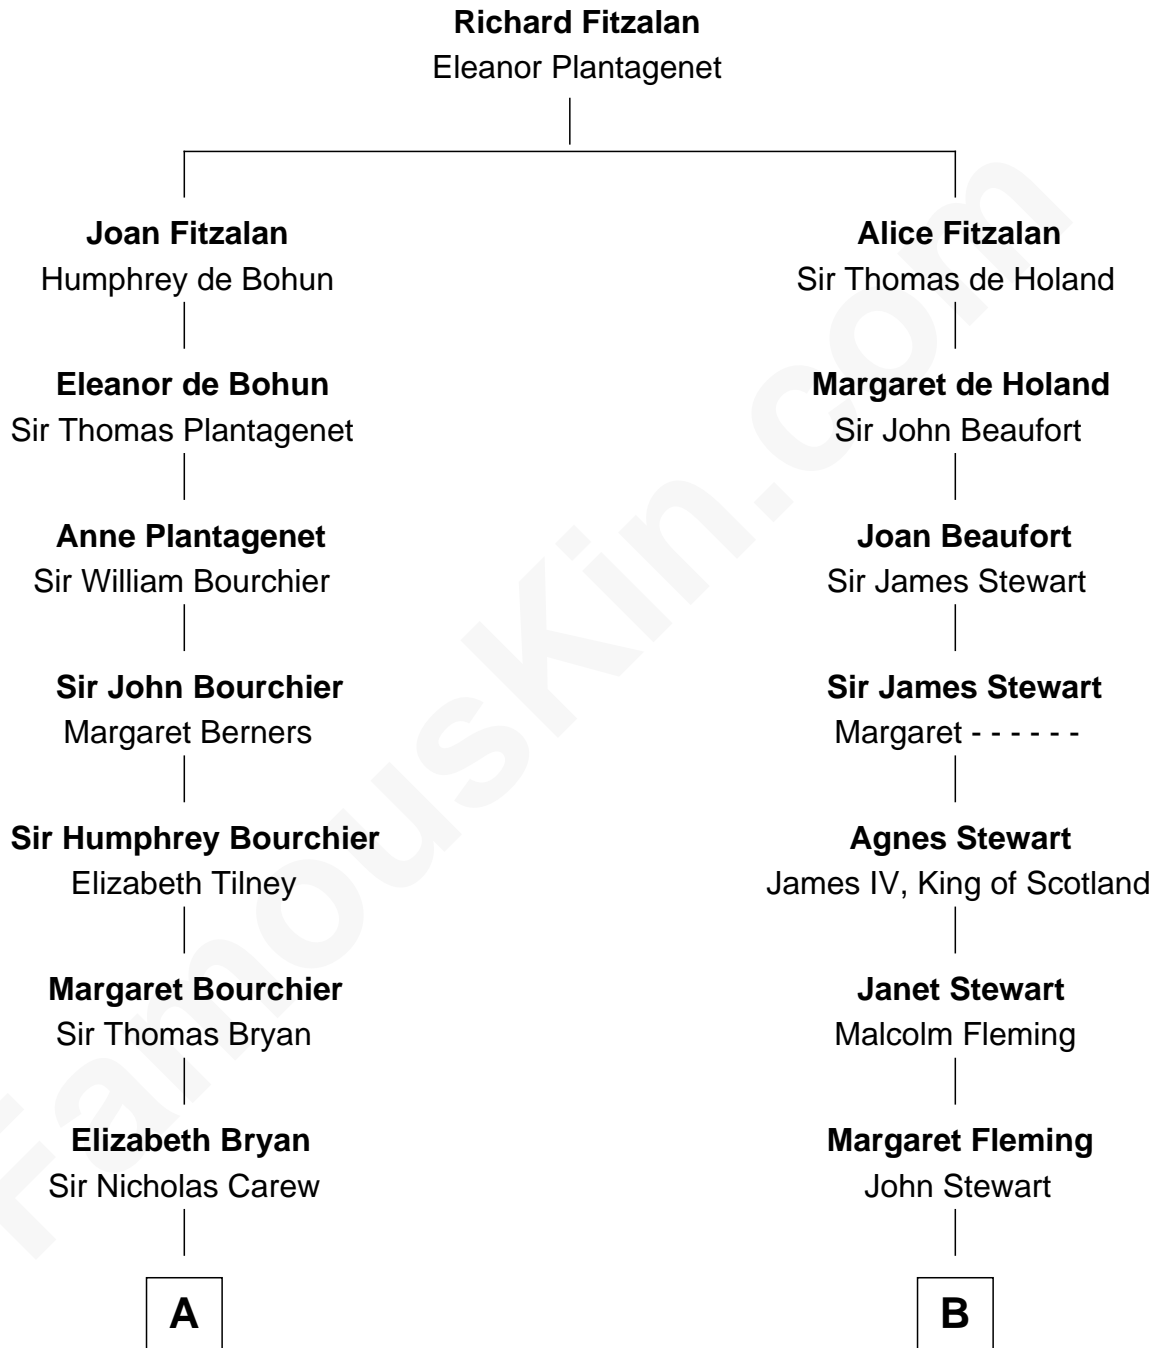 Richard Fitzalan
Eleanor Plantagenet
Joan Fitzalan
Humphrey de Bohun
Alice Fitzalan
Sir Thomas de Holand
Eleanor de Bohun
Sir Thomas Plantagenet
Margaret de Holand
Sir John Beaufort
Anne Plantagenet
Sir William Bourchier
Joan Beaufort
Sir James Stewart
Sir John Bourchier
Margaret Berners
Sir James Stewart
Margaret - - - - - -
Sir Humphrey Bourchier
Elizabeth Tilney
Agnes Stewart
James IV, King of Scotland
Margaret Bourchier
Sir Thomas Bryan
Janet Stewart
Malcolm Fleming
Elizabeth Bryan
Sir Nicholas Carew
Margaret Fleming
John Stewart
A
B
FamousKin.com